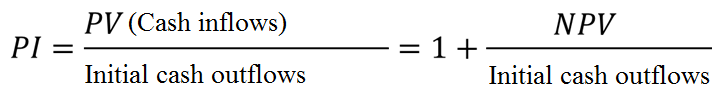 PI = PV (Cash inflows) / Initial cash outflows = 1 + NPV / Initial cash outflows